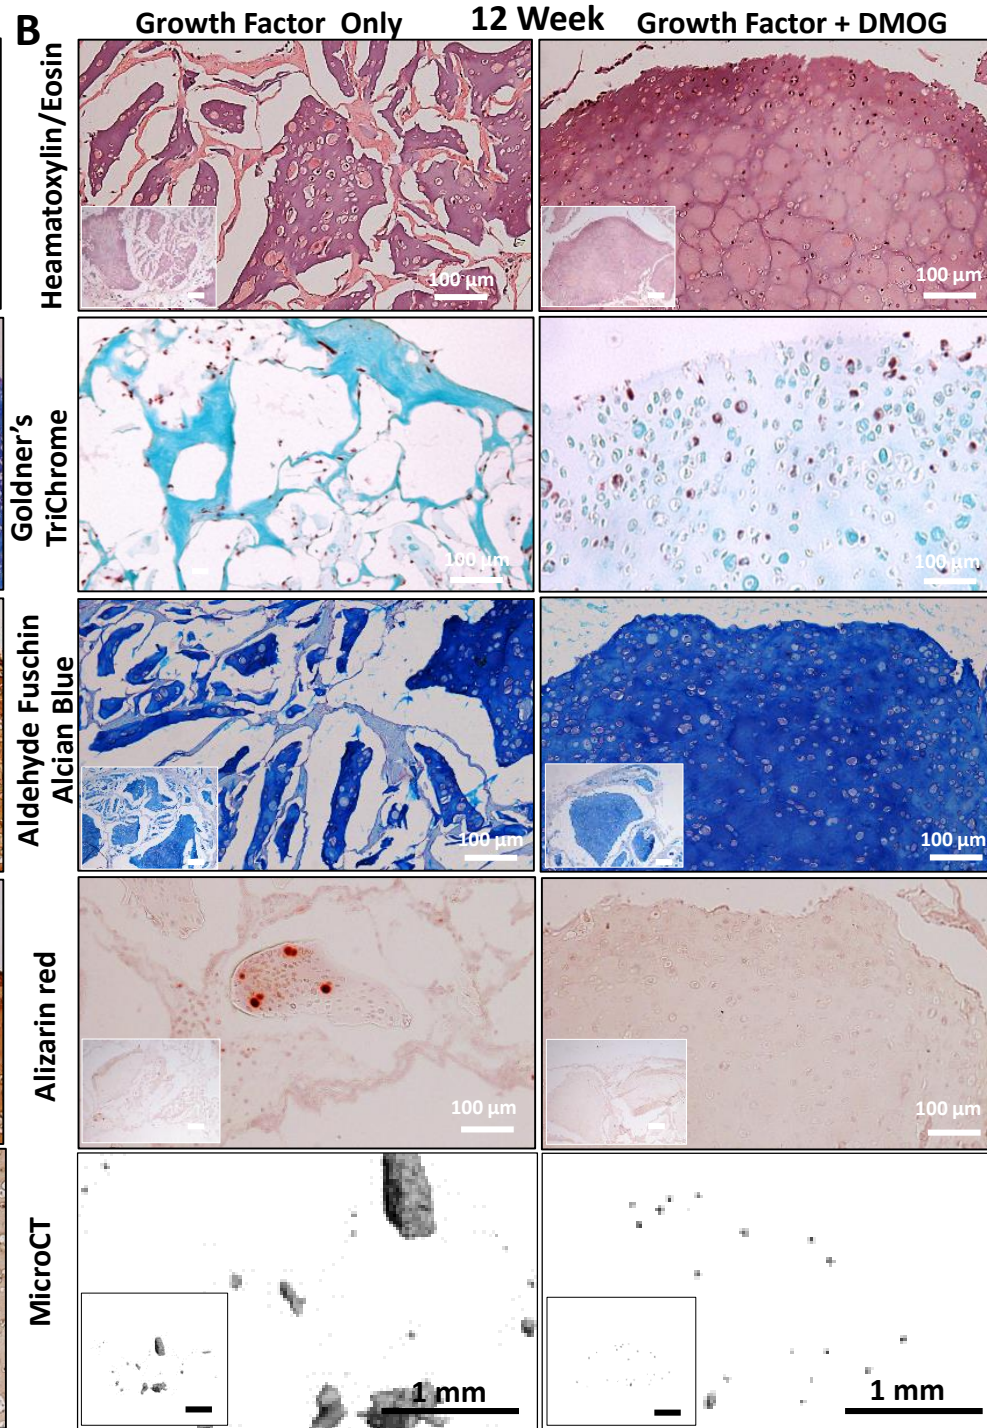 B
12 Week
Growth Factor Only
Growth Factor + DMOG
Heamatoxylin/Eosin
100 µm
100 µm
Goldner's
TriChrome
100 µm
100 µm
Aldehyde Fuschin
Alcian Blue
100 µm
100 µm
Alizarin red
100 µm
100 µm
MicroCT
1 mm
1 mm